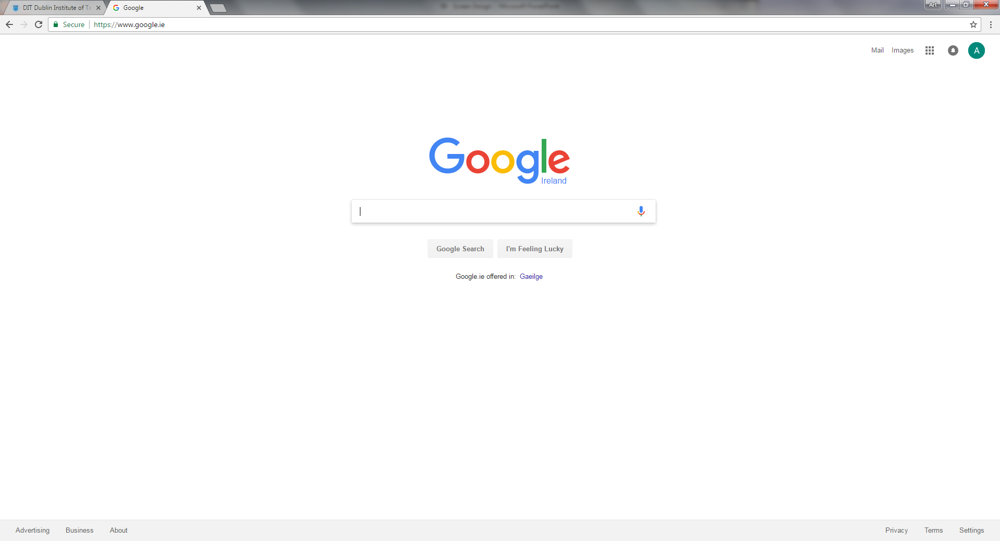 DIT Dublin Institute of Te
Google
Art
Secure
https://www.google.ie
Mail Images
A
Google
Ireland
Google Search I'm Feeling Lucky
Google.ie offered in: Gaeilge
Advertising Business About
Privacy Terms Settings